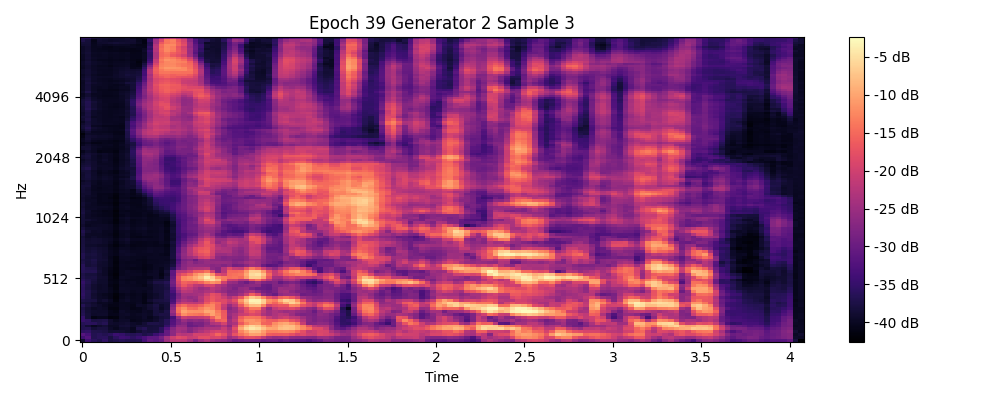 Epoch 39 Generator 2 Sample 3
Hz
4096
2048
1024
512
0
0
0.5
1
1.5
2
2.5
3
3.5
4
Time
-5 dB
-10 dB
-15 dB
-20 dB
-25 dB
-30 dB
-35 dB
-40 dB